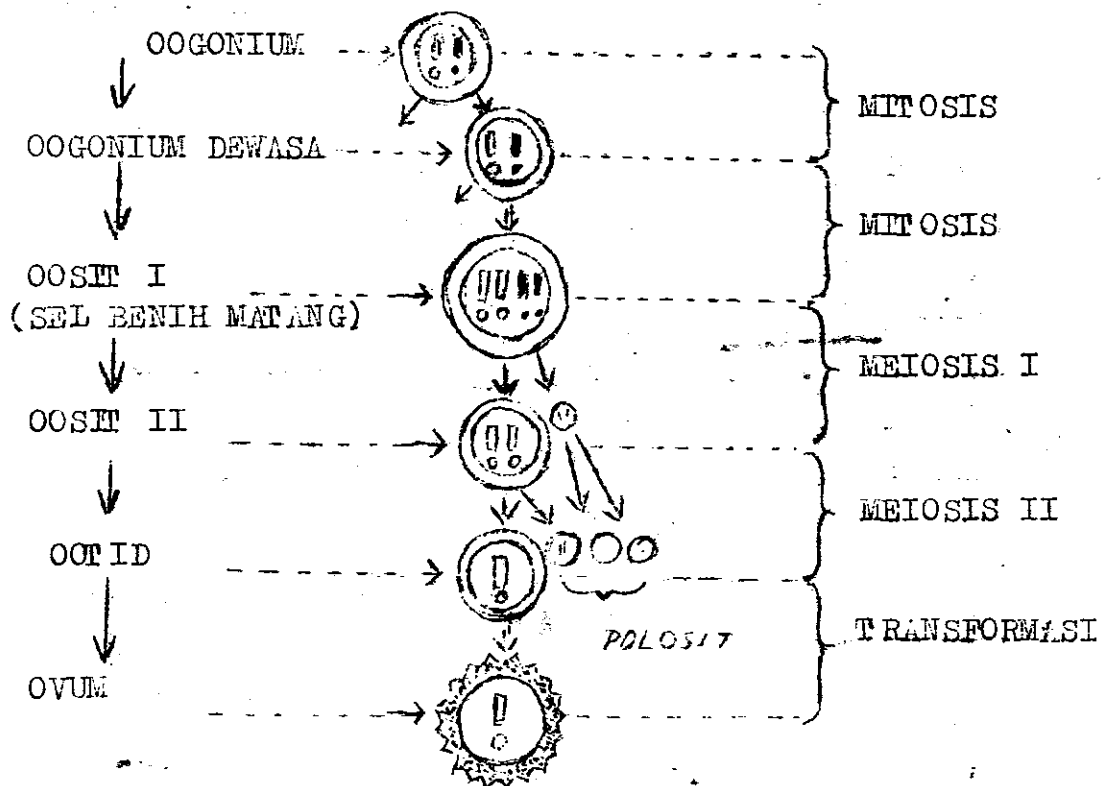 OOGONIUM
MITOSIS
OOGONIUM DEWASA
MITOSIS
OOSIT I
(SEL BENIH MATANG)
MEIOSIS I
OOSIT II
MEIOSIS II
OOTID
POLOSIT
TRANSFORMASI
OVUM